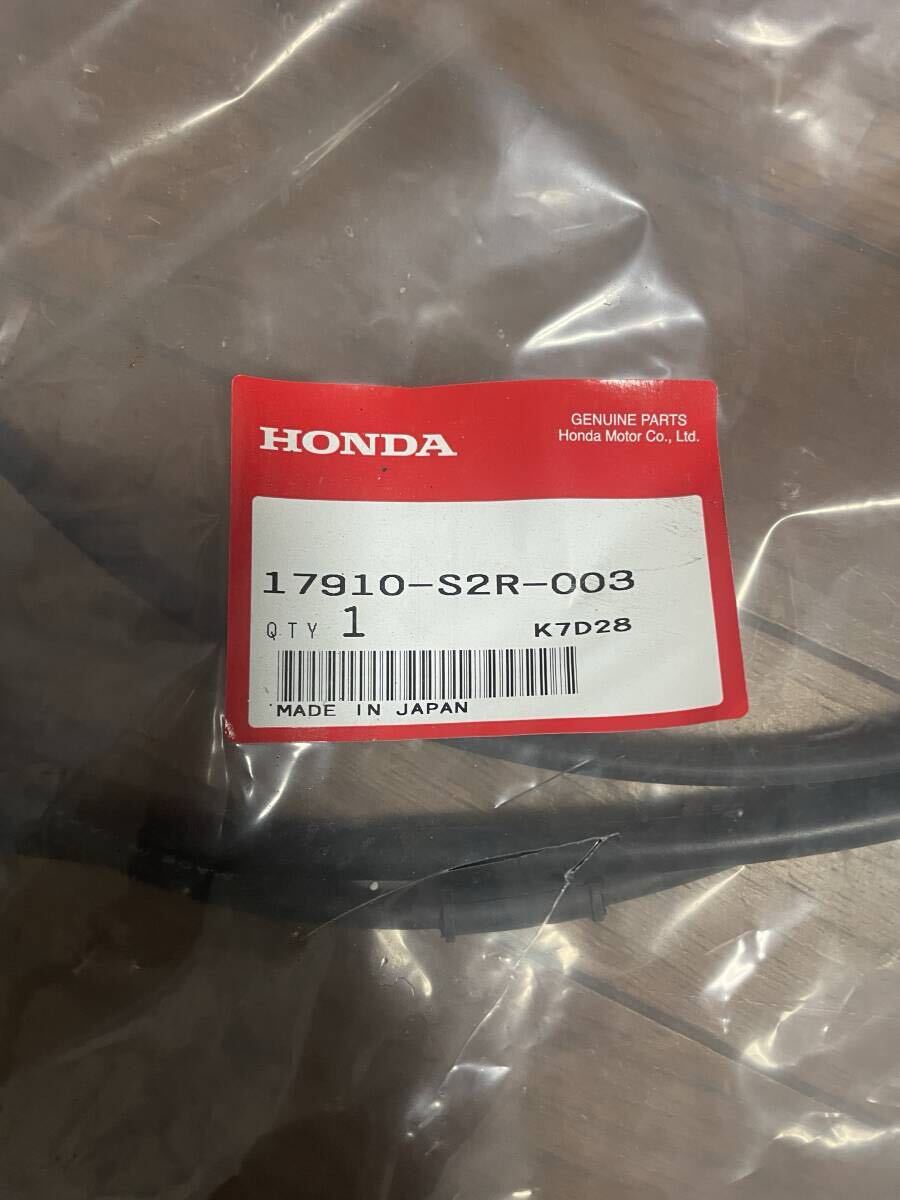 HONDA
GENUINE PARTS
Honda Motor Co., Ltd.
17910-S2R-003
QTY 1 K7D28
MADE IN JAPAN